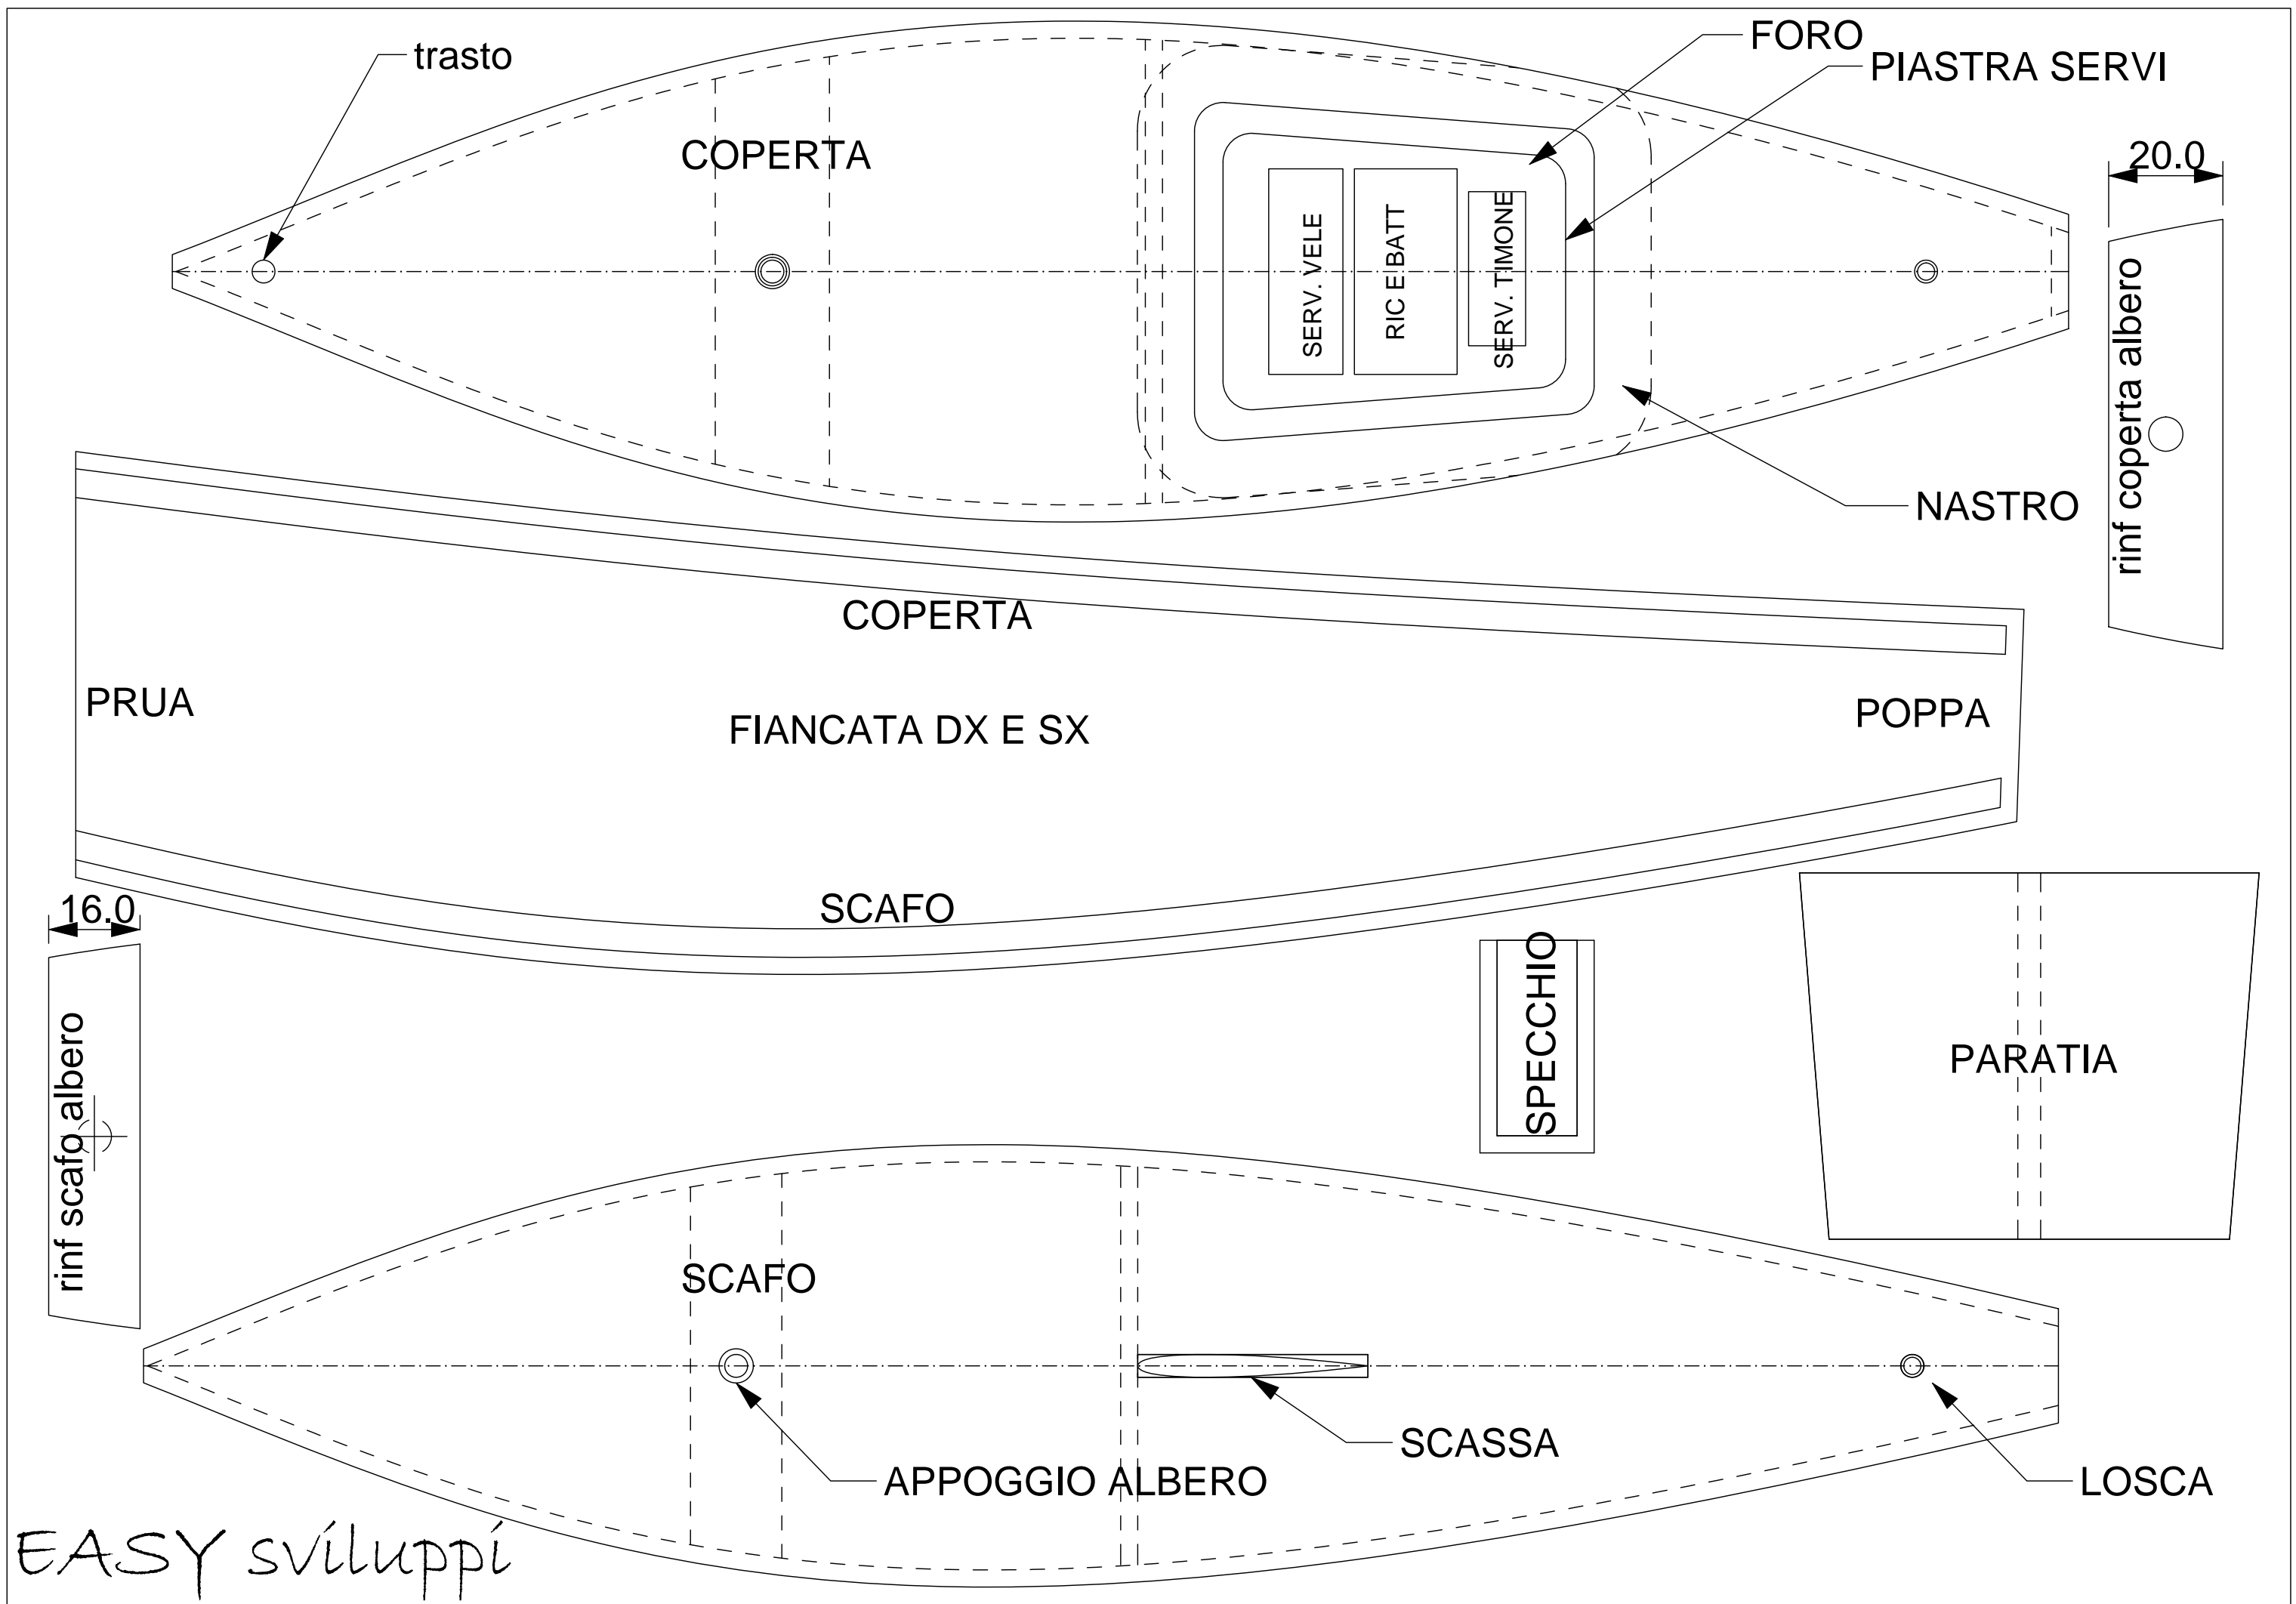 trasto
FORO
PIASTRA SERVI
COPERTA
20.0
SERV. VELE
RIC E BATT
SERV. TIMONE
rinf coperta albero
NASTRO
COPERTA
PRUA
FIANCATA DX E SX
POPPA
SCAFO
16.0
rinf scafo albero
SPECCHIO
PARATIA
SCAFO
SCASSA
APPOGGIO ALBERO
LOSCA
EASY sviluppi